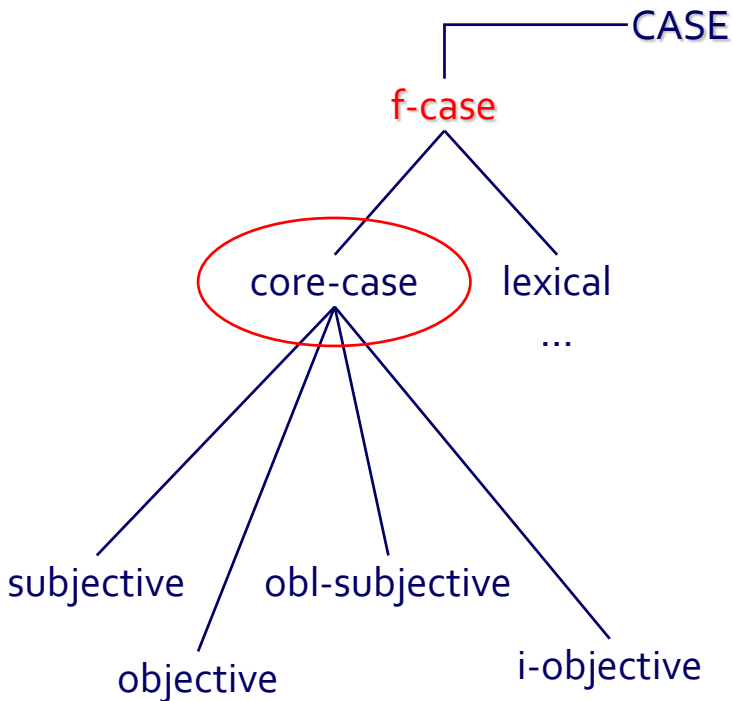 CASE
f-case
core-case lexical
...
subjective obl-subjective
objective i-objective